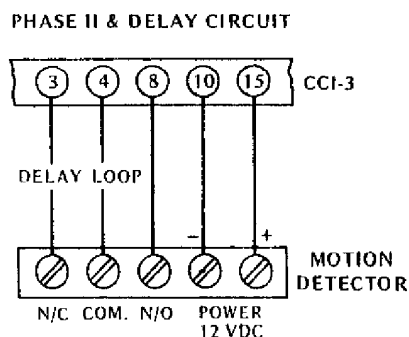 PHASE II & DELAY CIRCUIT
3 4 8 10 15 CCI-3
DELAY LOOP
− +
MOTION
DETECTOR
N/C COM. N/O POWER
12 VDC